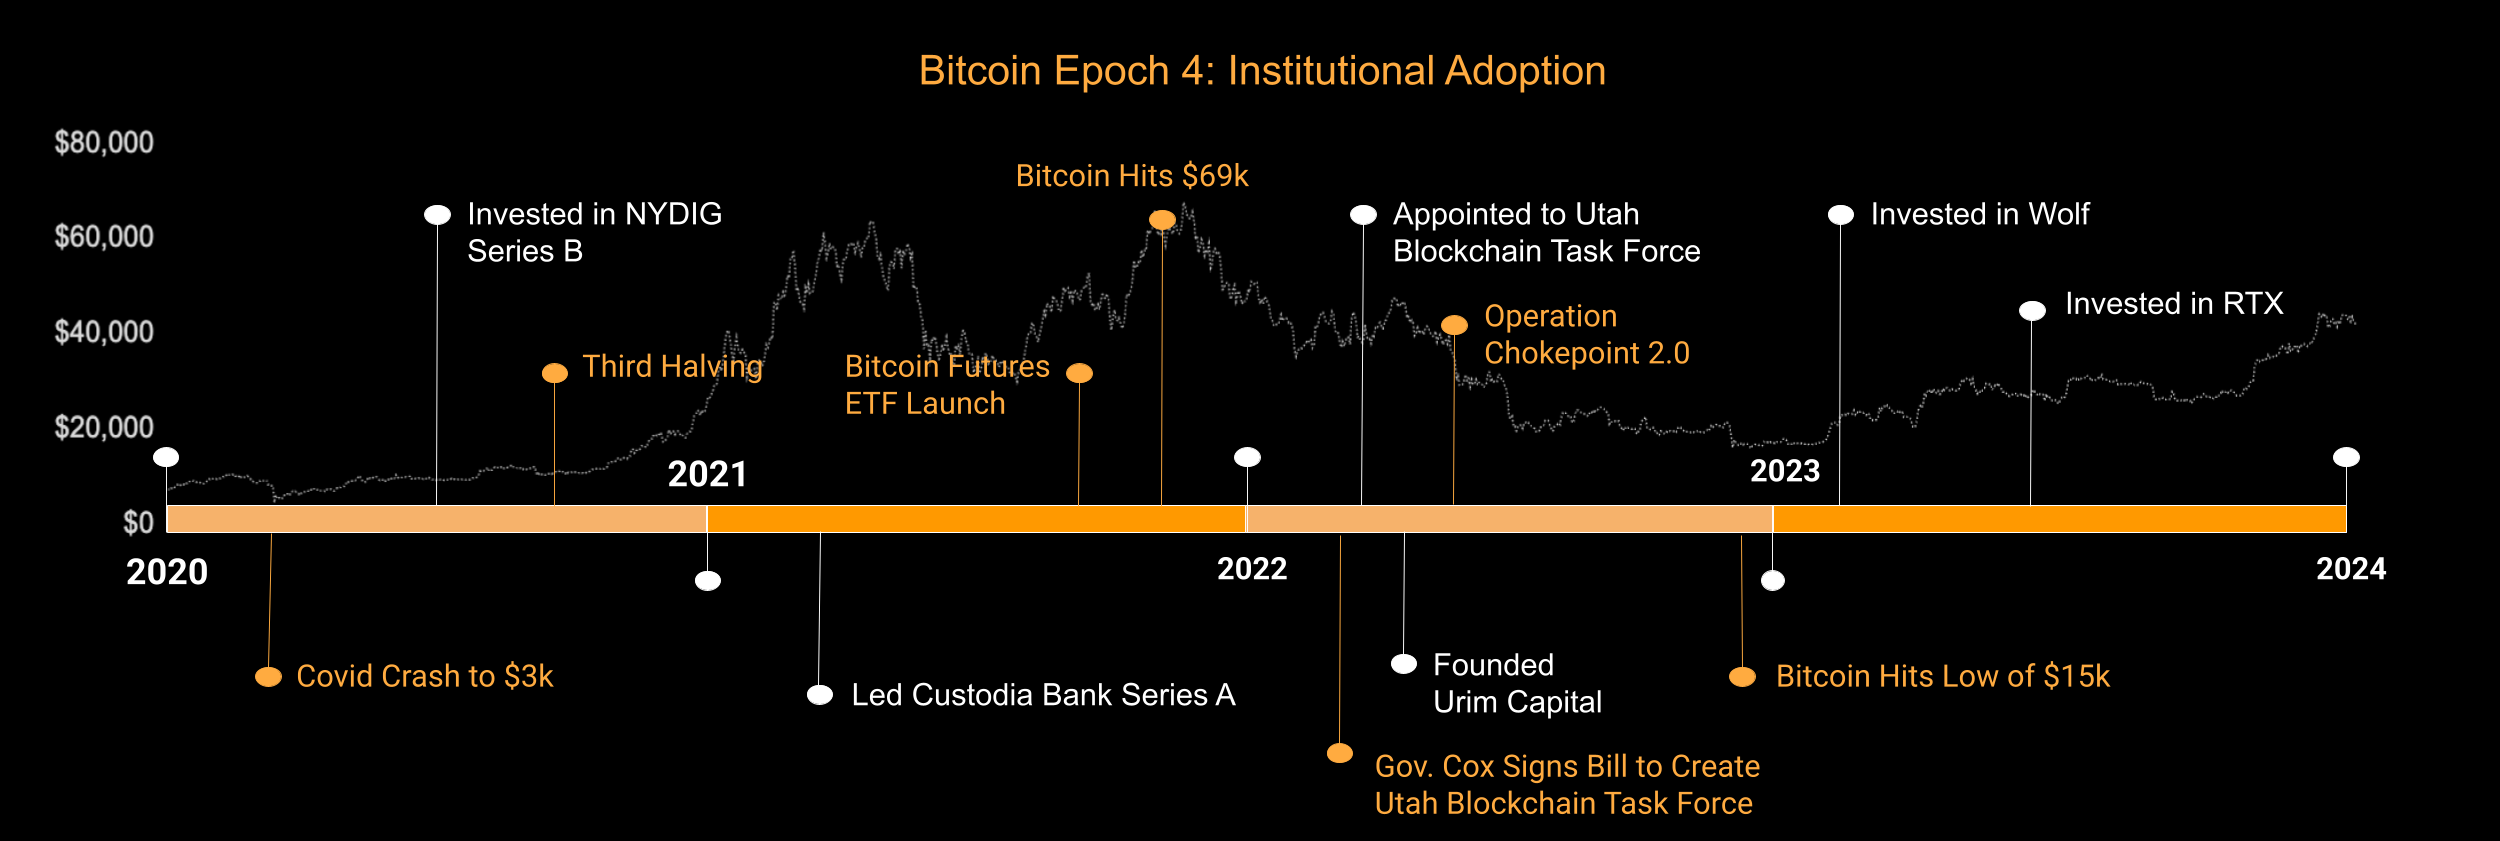 Bitcoin Epoch 4: Institutional Adoption
$80,000
$60,000
$40,000
$20,000
$0
Bitcoin Hits $69k
Invested in NYDIG
Series B
Appointed to Utah
Blockchain Task Force
Invested in Wolf
Invested in RTX
Operation
Chokepoint 2.0
Third Halving
Bitcoin Futures
ETF Launch
2021
2023
2020
2022
2024
Covid Crash to $3k
Led Custodia Bank Series A
Founded
Urim Capital
Bitcoin Hits Low of $15k
Gov. Cox Signs Bill to Create
Utah Blockchain Task Force